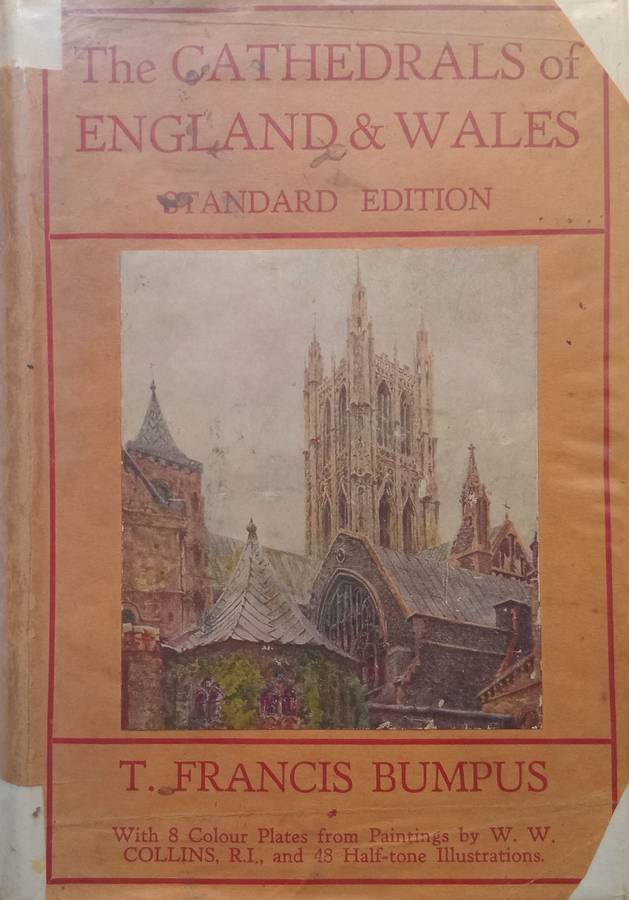 The CATHEDRALS of
ENGLAND & WALES
STANDARD EDITION
T. FRANCIS BUMPUS
With 8 Colour Plates from Paintings by W. W.
COLLINS, R.I., and 48 Half-tone Illustrations.